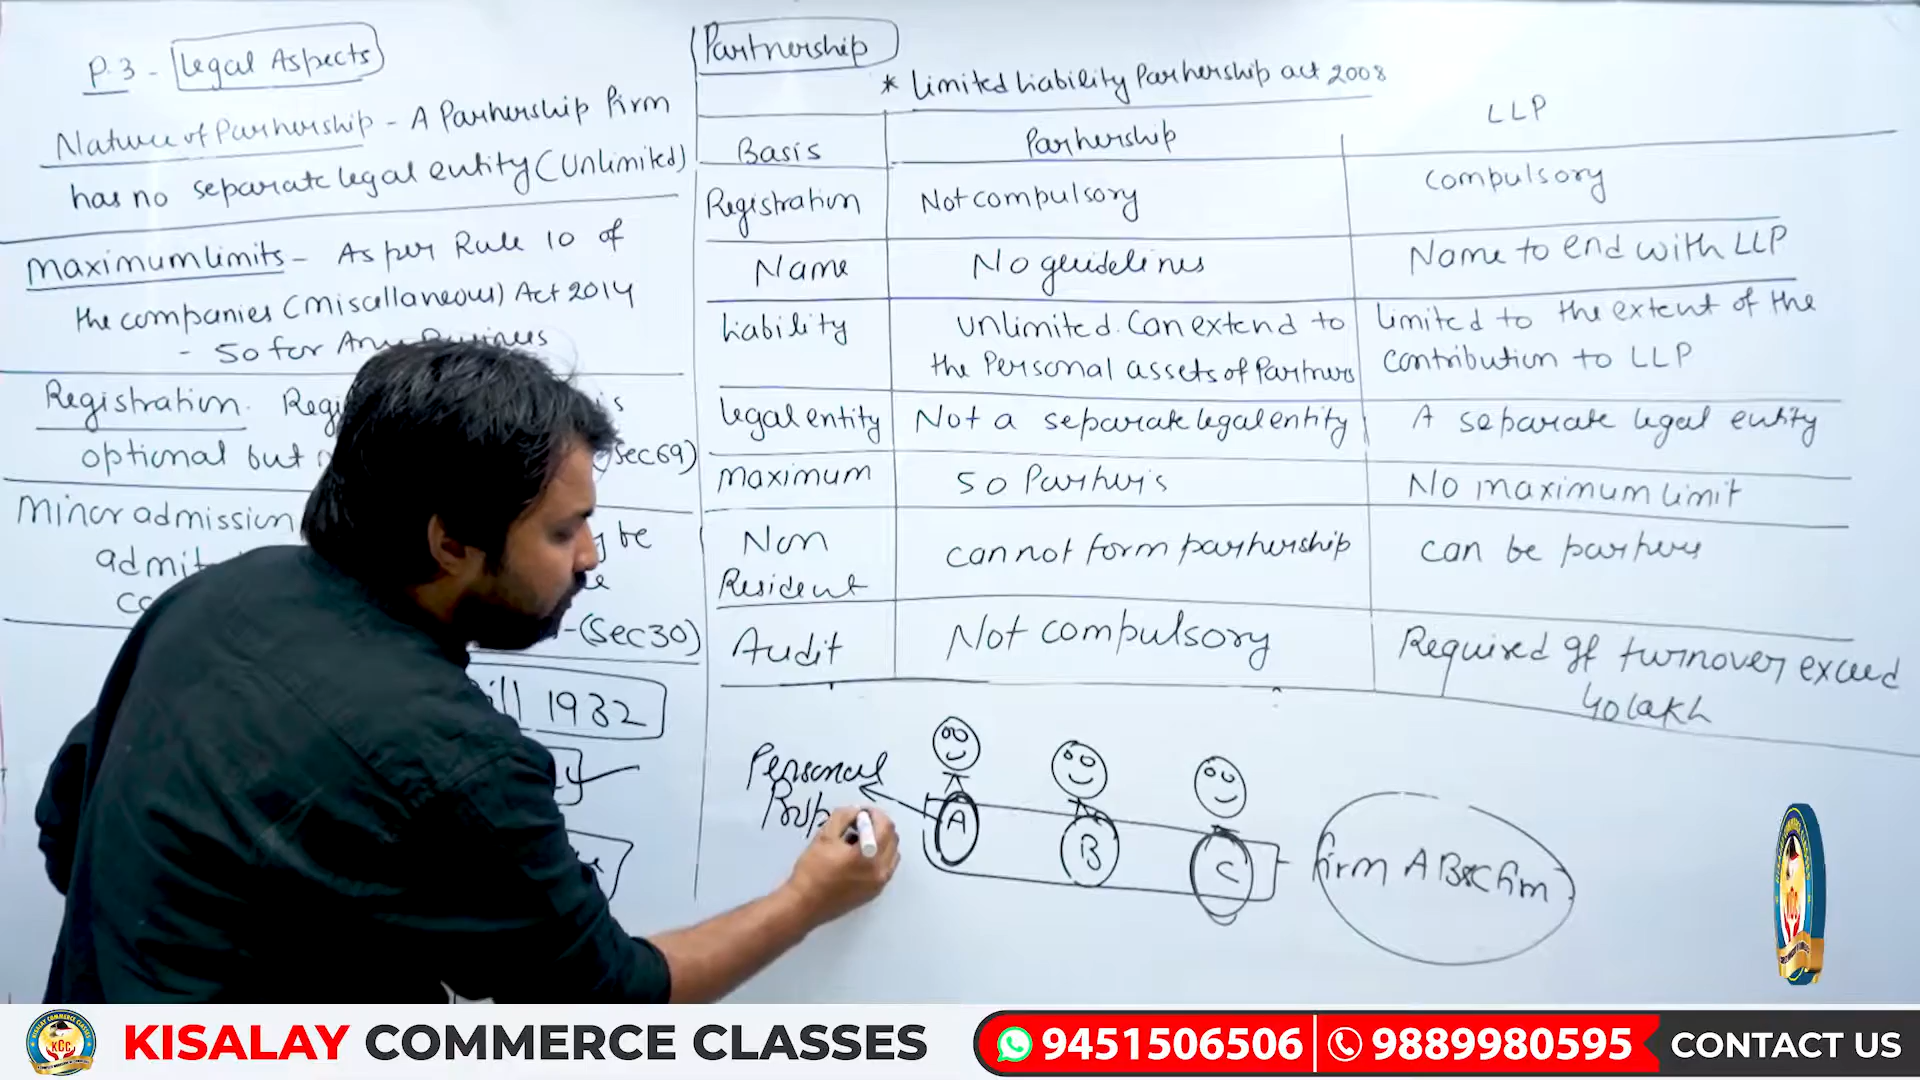 P.3 - Legal Aspects
Nature of Partnership - A Partnership firm
has no separate legal entity (Unlimited)
Maximum limits - As per Rule 10 of
the companies (Miscellaneous) Act 2014
- 50 for Any
Registration. Regi
optional but (Sec 69)
Minor admission be
admit
- (Sec 30)
1932
Partnership
* Limited Liability Partnership act 2008
Basis Partnership LLP
Registration Not compulsory compulsory
Name No guidelines Name to end with LLP
Liability Unlimited. Can extend to the Personal assets of Partners limited to the extent of the contribution to LLP
legal entity Not a separate legal entity A separate legal entity
Maximum 50 Partners No maximum limit
Non Resident cannot form partnership can be partners
Audit Not compulsory Required If turnover exceed 40 lakh
Personal
A B C
firm ABC firm
KCC
KISALAY COMMERCE CLASSES 9451506506 9889980595 CONTACT US